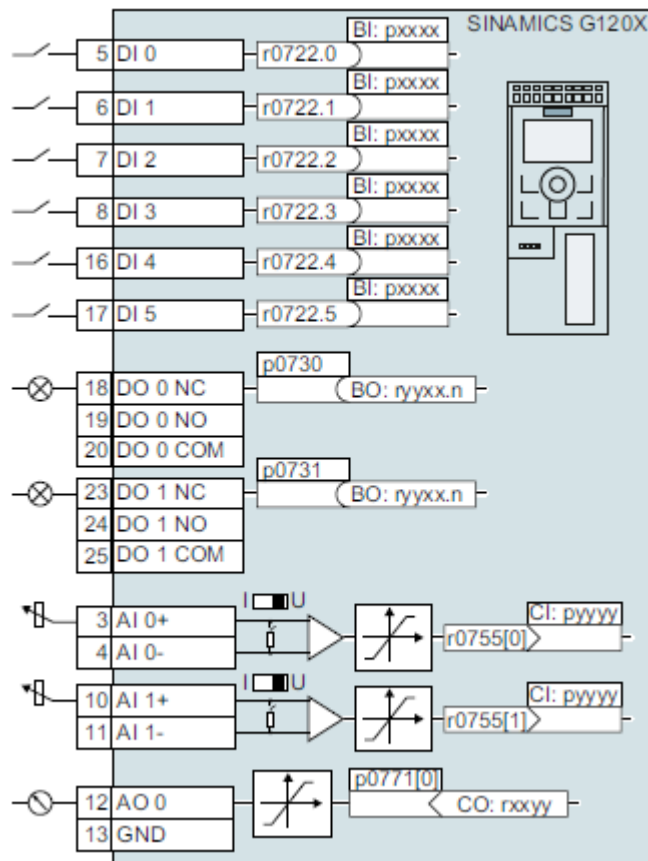 SINAMICS G120X
BI: pxxxx
5 DI 0 r0722.0
BI: pxxxx
6 DI 1 r0722.1
BI: pxxxx
7 DI 2 r0722.2
BI: pxxxx
8 DI 3 r0722.3
BI: pxxxx
16 DI 4 r0722.4
BI: pxxxx
17 DI 5 r0722.5
p0730
18 DO 0 NC BO: ryyxx.n
19 DO 0 NO
20 DO 0 COM
p0731
23 DO 1 NC BO: ryyxx.n
24 DO 1 NO
25 DO 1 COM
I U
CI: pyyyy
3 AI 0+
r0755[0]
4 AI 0-
I U
CI: pyyyy
10 AI 1+
r0755[1]
11 AI 1-
p0771[0]
12 AO 0 CO: rxxyy
13 GND